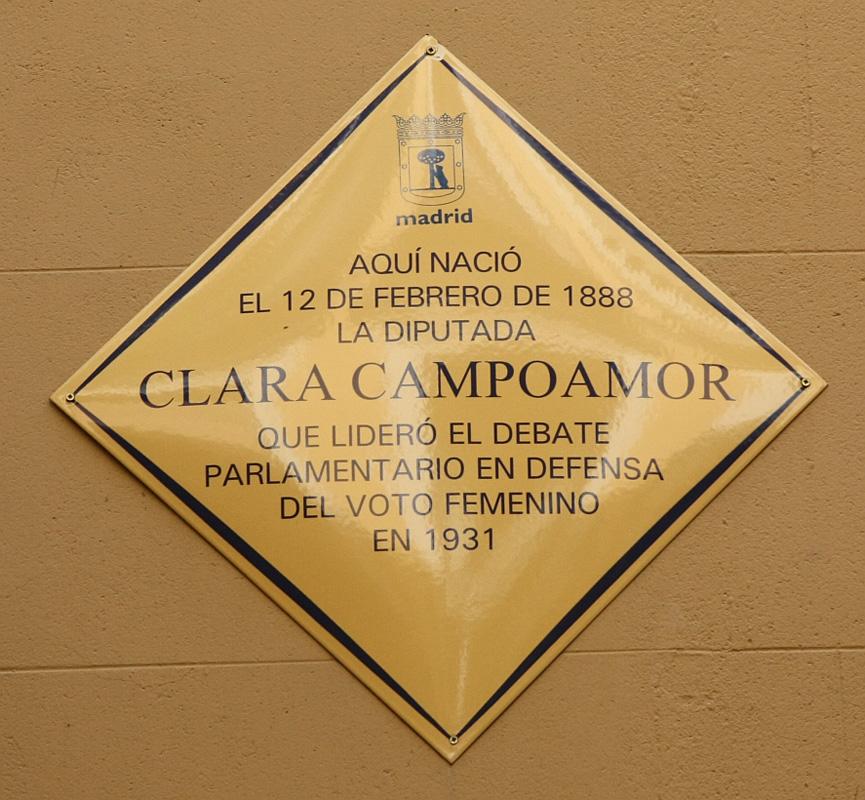 madrid
AQUÍ NACIÓ
EL 12 DE FEBRERO DE 1888
LA DIPUTADA
CLARA CAMPOAMOR
QUE LIDERÓ EL DEBATE
PARLAMENTARIO EN DEFENSA
DEL VOTO FEMENINO
EN 1931